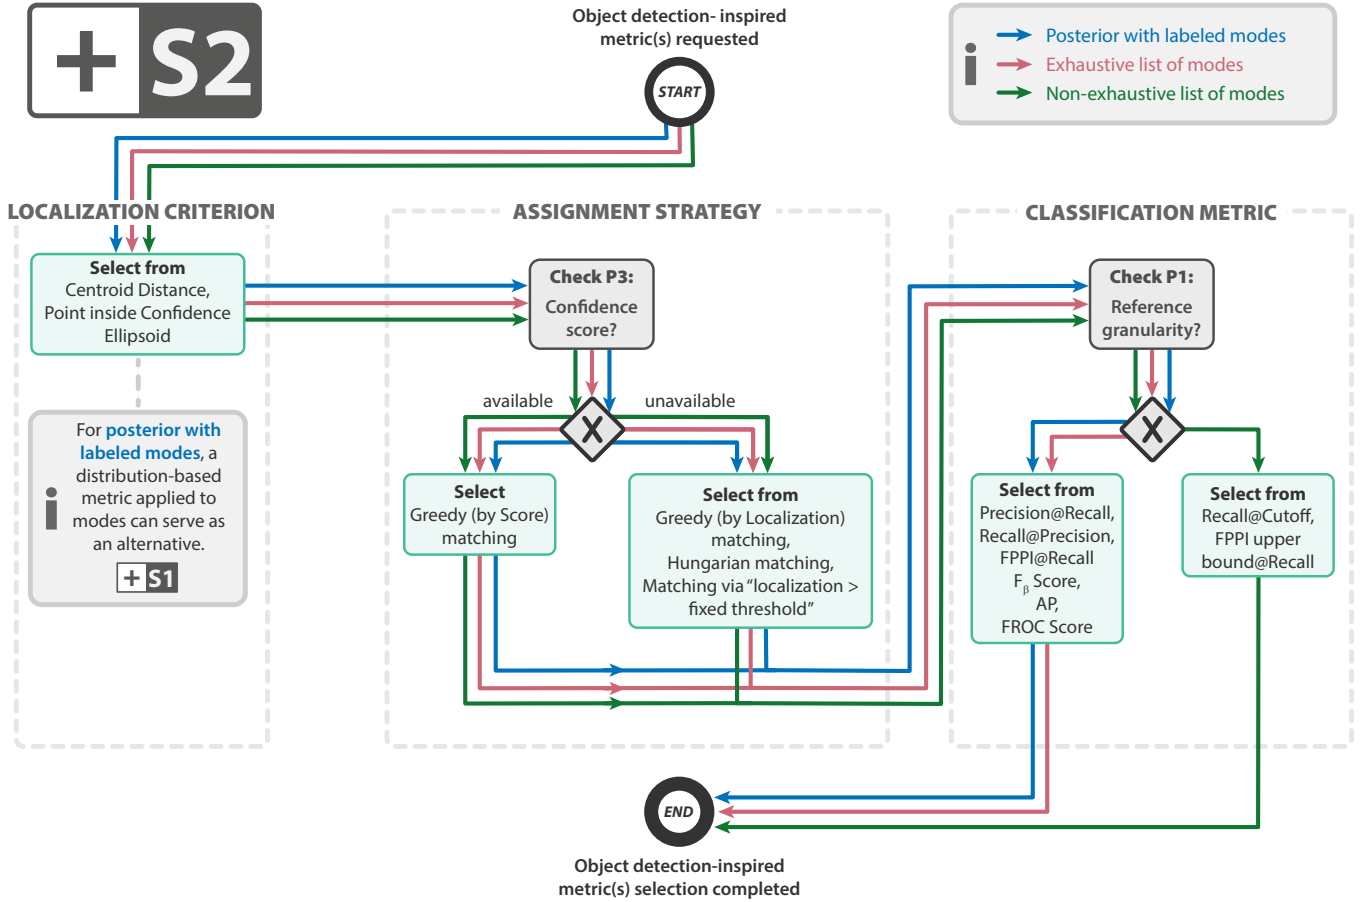 + S2
Object detection- inspired
metric(s) requested
START
i
Posterior with labeled modes
Exhaustive list of modes
Non-exhaustive list of modes
LOCALIZATION CRITERION
Select from
Centroid Distance,
Point inside Confidence
Ellipsoid
i
For posterior with
labeled modes, a
distribution-based
metric applied to
modes can serve as
an alternative.
+ S1
ASSIGNMENT STRATEGY
Check P3:
Confidence
score?
available
unavailable
X
Select
Greedy (by Score)
matching
Select from
Greedy (by Localization)
matching,
Hungarian matching,
Matching via “localization >
fixed threshold”
CLASSIFICATION METRIC
Check P1:
Reference
granularity?
X
Select from
Precision@Recall,
Recall@Precision,
FPPI@Recall
Fβ Score,
AP,
FROC Score
Select from
Recall@Cutoff,
FPPI upper
bound@Recall
END
Object detection-inspired
metric(s) selection completed